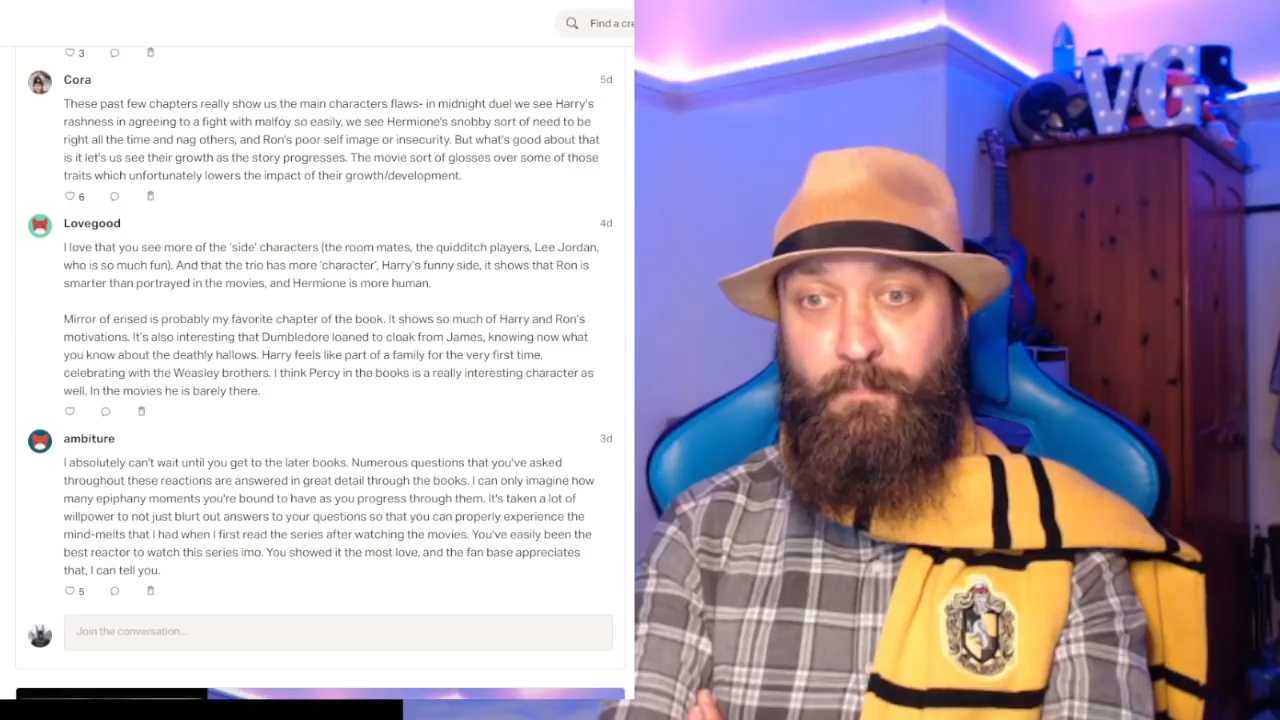 Find a cre
3
Cora
5d
These past few chapters really show us the main characters flaws- in midnight duel we see Harry's
rashness in agreeing to a fight with malfoy so easily, we see Hermione's snobby sort of need to be
right all the time and nag others, and Ron's poor self image or insecurity. But what's good about that
is it let's us see their growth as the story progresses. The movie sort of glosses over some of those
traits which unfortunately lowers the impact of their growth/development.
6
Lovegood
4d
I love that you see more of the 'side' characters (the room mates, the quidditch players, Lee Jordan,
who is so much fun). And that the trio has more 'character', Harry's funny side, it shows that Ron is
smarter than portrayed in the movies, and Hermione is more human.
Mirror of erised is probably my favorite chapter of the book. It shows so much of Harry and Ron's
motivations. It's also interesting that Dumbledore loaned to cloak from James, knowing now what
you know about the deathly hallows. Harry feels like part of a family for the very first time,
celebrating with the Weasley brothers. I think Percy in the books is a really interesting character as
well. In the movies he is barely there.
ambiture
3d
I absolutely can't wait until you get to the later books. Numerous questions that you've asked
throughout these reactions are answered in great detail through the books. I can only imagine how
many epiphany moments you're bound to have as you progress through them. It's taken a lot of
willpower to not just blurt out answers to your questions so that you can properly experience the
mind-melts that I had when I first read the series after watching the movies. You've easily been the
best reactor to watch this series imo. You showed it the most love, and the fan base appreciates
that, I can tell you.
5
Join the conversation...
VG